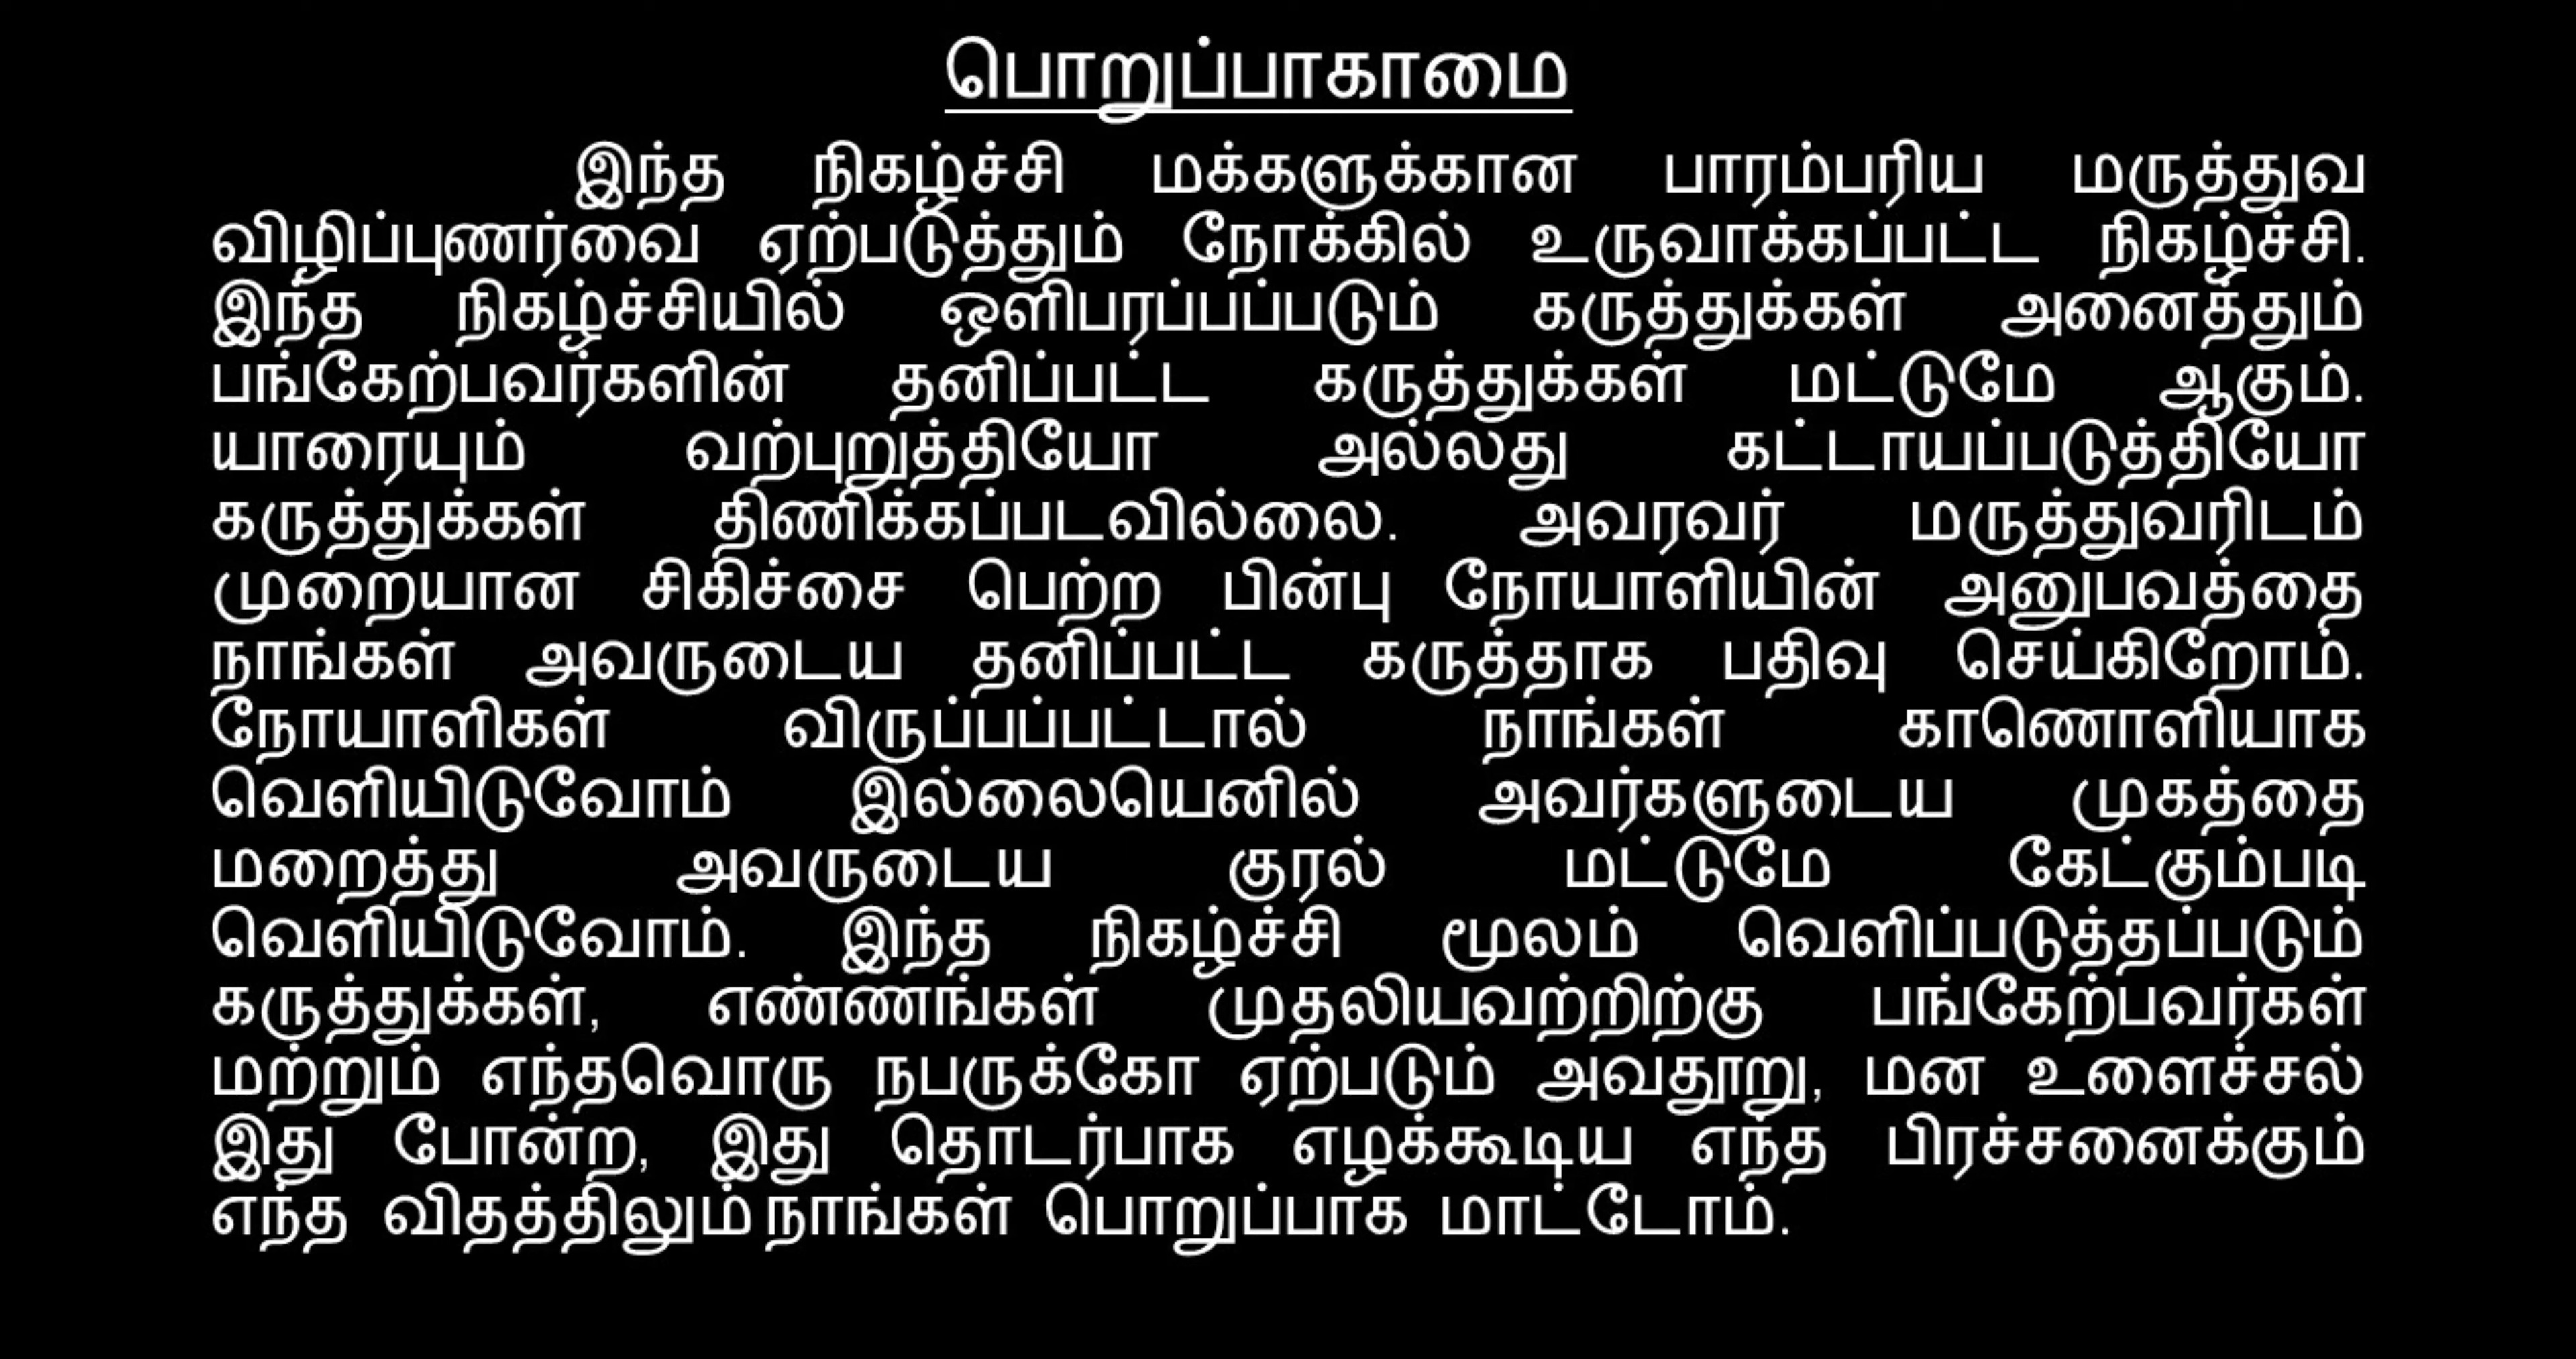 பொறுப்பாகாமை
இந்த நிகழ்ச்சி மக்களுக்கான பாரம்பரிய மருத்துவ
விழிப்புணர்வை ஏற்படுத்தும் நோக்கில் உருவாக்கப்பட்ட நிகழ்ச்சி.
இந்த நிகழ்ச்சியில் ஒளிபரப்பப்படும் கருத்துக்கள் அனைத்தும்
பங்கேற்பவர்களின் தனிப்பட்ட கருத்துக்கள் மட்டுமே ஆகும்.
யாரையும் வற்புறுத்தியோ அல்லது கட்டாயப்படுத்தியோ
கருத்துக்கள் திணிக்கப்படவில்லை. அவரவர் மருத்துவரிடம்
முறையான சிகிச்சை பெற்ற பின்பு நோயாளியின் அனுபவத்தை
நாங்கள் அவருடைய தனிப்பட்ட கருத்தாக பதிவு செய்கிறோம்.
நோயாளிகள் விருப்பப்பட்டால் நாங்கள் காணொளியாக
வெளியிடுவோம் இல்லையெனில் அவர்களுடைய முகத்தை
மறைத்து அவருடைய குரல் மட்டுமே கேட்கும்படி
வெளியிடுவோம். இந்த நிகழ்ச்சி மூலம் வெளிப்படுத்தப்படும்
கருத்துக்கள், எண்ணங்கள் முதலியவற்றிற்கு பங்கேற்பவர்கள்
மற்றும் எந்தவொரு நபருக்கோ ஏற்படும் அவதூறு, மன உளைச்சல்
இது போன்ற, இது தொடர்பாக எழக்கூடிய எந்த பிரச்சனைக்கும்
எந்த விதத்திலும் நாங்கள் பொறுப்பாக மாட்டோம்.